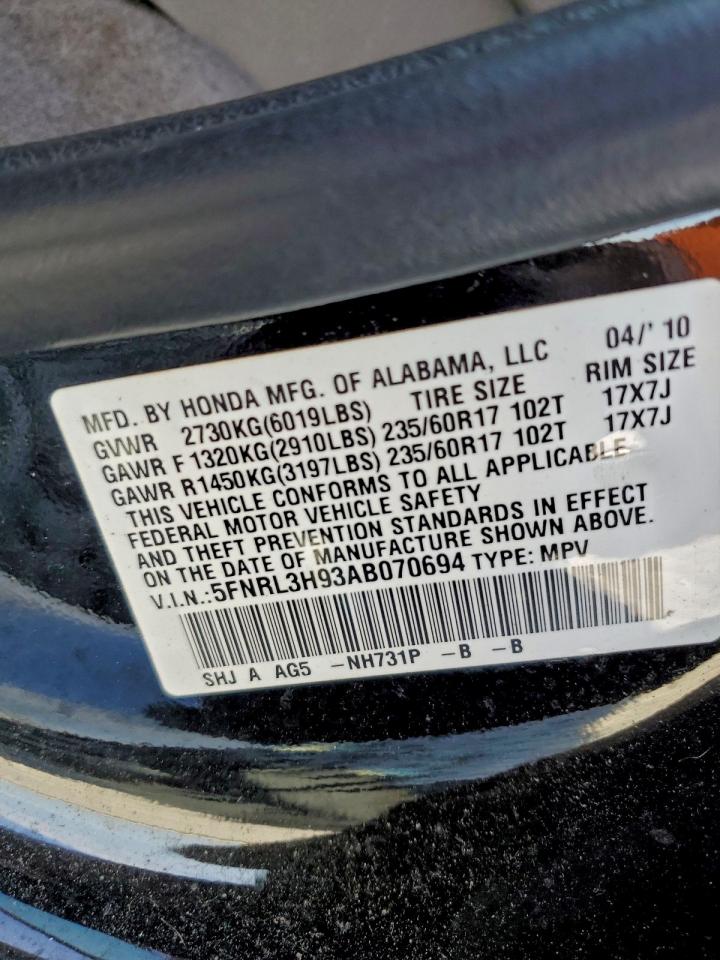 MFD. BY HONDA MFG. OF ALABAMA, LLC 04/' 10
GVWR 2730KG(6019LBS) TIRE SIZE RIM SIZE
GAWR F 1320KG(2910LBS) 235/60R17 102T 17X7J
GAWR R1450KG(3197LBS) 235/60R17 102T 17X7J
THIS VEHICLE CONFORMS TO ALL APPLICABLE
FEDERAL MOTOR VEHICLE SAFETY
AND THEFT PREVENTION STANDARDS IN EFFECT
ON THE DATE OF MANUFACTURE SHOWN ABOVE.
V.I.N.:5FNRL3H93AB070694 TYPE: MPV
SHJ A AG5 -NH731P -B -B